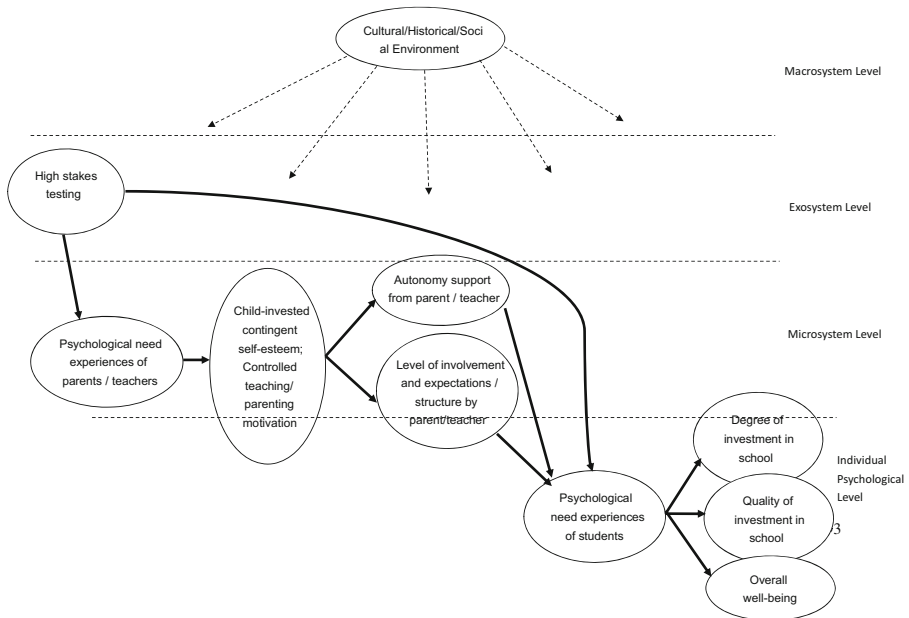 Cultural/Historical/Soci
al Environment
Macrosystem Level
High stakes
testing
Exosystem Level
Autonomy support
from parent / teacher
Child-invested
contingent
self-esteem;
Controlled
teaching/
parenting
motivation
Microsystem Level
Psychological need
experiences of
parents / teachers
Level of involvement
and expectations /
structure by
parent/teacher
Degree of
investment in
school
Individual
Psychological
Level
Psychological
need experiences
of students
Quality of
investment in
school
3
Overall
well-being